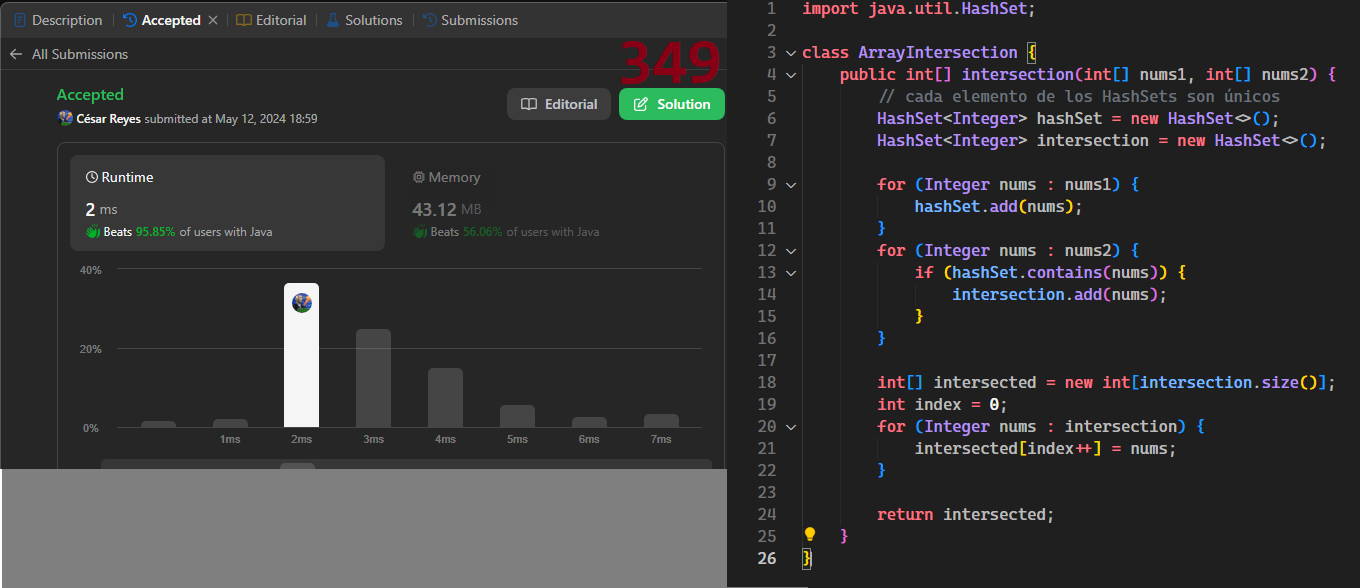 Description Accepted Editorial Solutions Submissions
All Submissions
349
Accepted
Editorial Solution
César Reyes submitted at May 12, 2024 18:59
Runtime
2 ms
Beats 95.85% of users with Java
Memory
43.12 MB
Beats 56.06% of users with Java
40%
20%
0%
1ms 2ms 3ms 4ms 5ms 6ms 7ms
1 import java.util.HashSet;
2
3 class ArrayIntersection {
4     public int[] intersection(int[] nums1, int[] nums2) {
5         // cada elemento de los HashSets son únicos
6         HashSet<Integer> hashSet = new HashSet<>();
7         HashSet<Integer> intersection = new HashSet<>();
8
9         for (Integer nums : nums1) {
10             hashSet.add(nums);
11         }
12         for (Integer nums : nums2) {
13             if (hashSet.contains(nums)) {
14                 intersection.add(nums);
15             }
16         }
17
18         int[] intersected = new int[intersection.size()];
19         int index = 0;
20         for (Integer nums : intersection) {
21             intersected[index++] = nums;
22         }
23
24         return intersected;
25     }
26 }